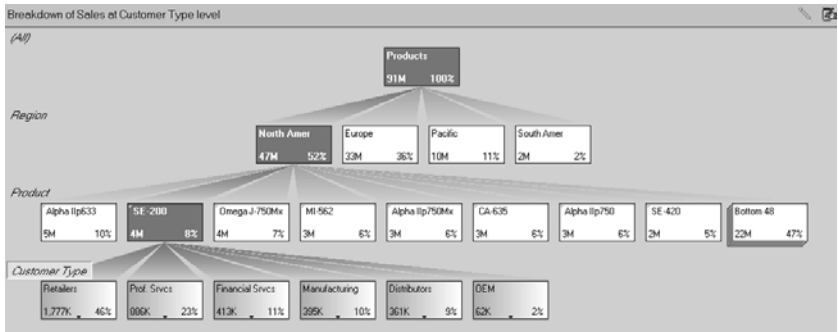 Breakdown of Sales at Customer Type level
(All)
Products
91M 100%
Region
North Amer Europe Pacific South Amer
47M 52% 33M 36% 10M 11% 2M 2%
Product
Alpha IIp633 SE-200 Omega J-750Mx MI-562 Alpha IIp750Mx CA-635 Alpha IIp750 SE-420 Bottom 48
5M 10% 4M 8% 4M 7% 3M 6% 3M 6% 3M 6% 3M 6% 2M 5% 22M 47%
Customer Type
Retailers Prof. Srvcs Financial Srvcs Manufacturing Distributors OEM
1,777K 46% 886K 23% 413K 11% 395K 10% 361K 9% 62K 2%